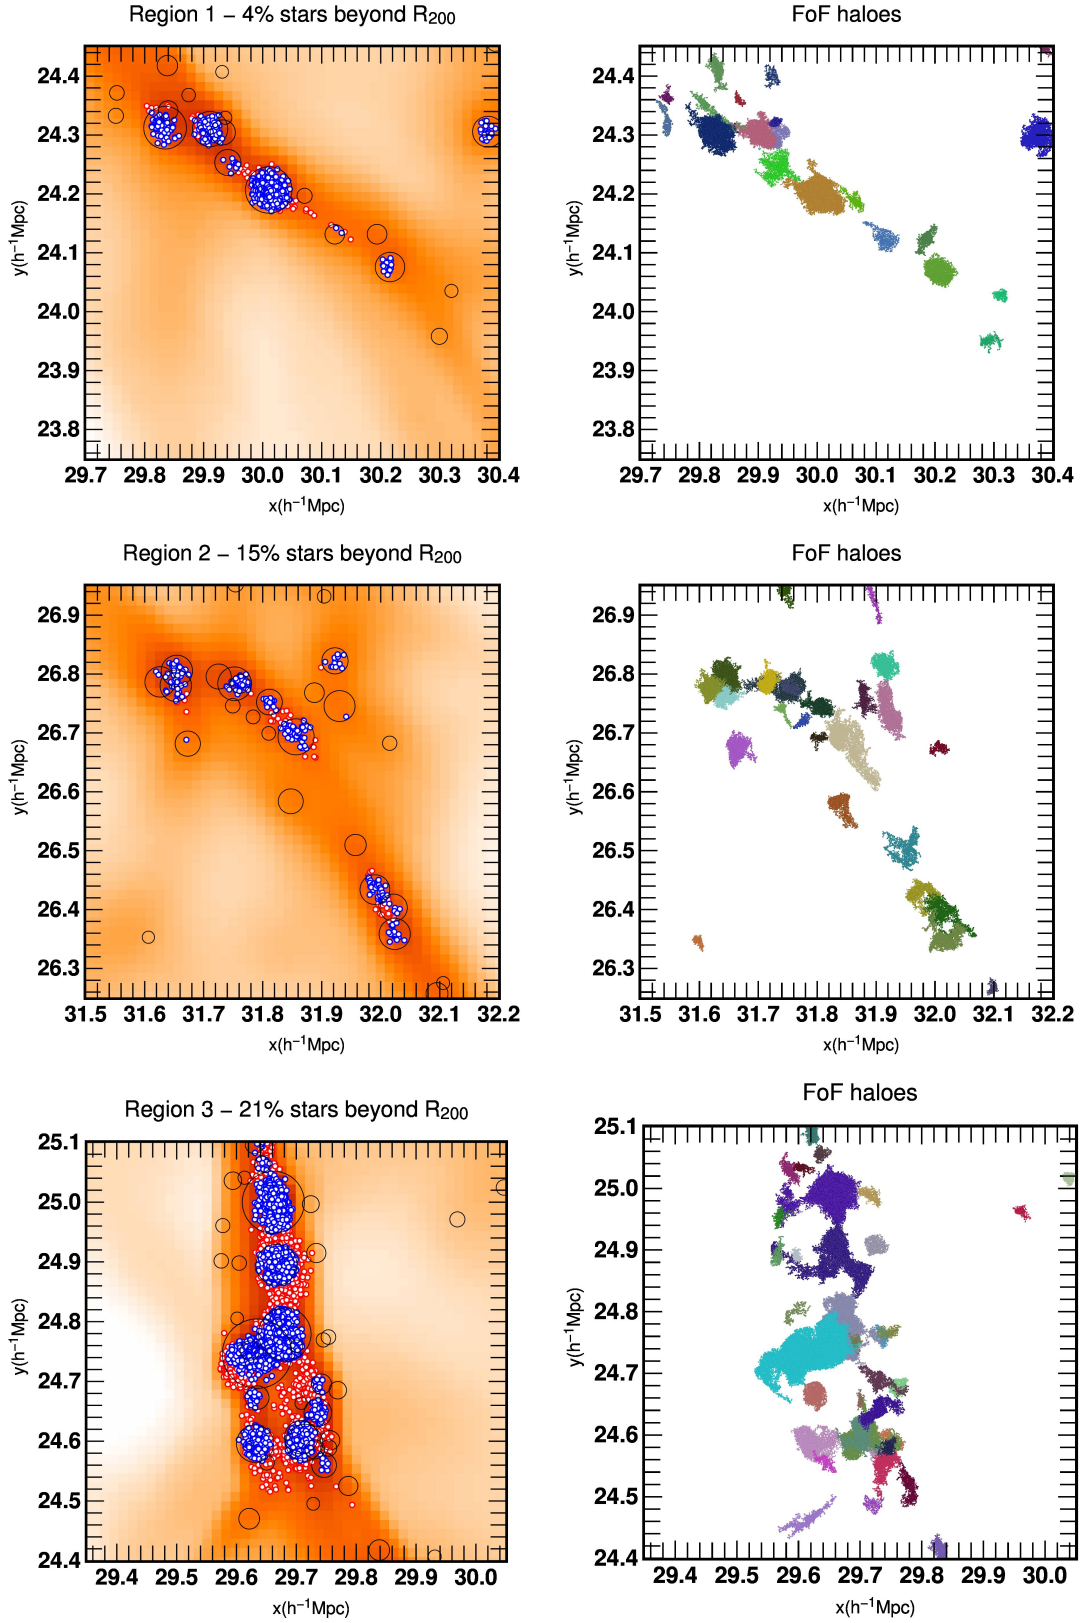 Region 1 − 4% stars beyond R200
FoF haloes
24.4
24.3
24.2
24.1
24.0
23.9
23.8
y(h−1Mpc)
29.7 29.8 29.9 30.0 30.1 30.2 30.3 30.4
x(h−1Mpc)
24.4
24.3
24.2
24.1
24.0
23.9
23.8
y(h−1Mpc)
29.7 29.8 29.9 30.0 30.1 30.2 30.3 30.4
x(h−1Mpc)
Region 2 − 15% stars beyond R200
FoF haloes
26.9
26.8
26.7
26.6
26.5
26.4
26.3
y(h−1Mpc)
31.5 31.6 31.7 31.8 31.9 32.0 32.1 32.2
x(h−1Mpc)
26.9
26.8
26.7
26.6
26.5
26.4
26.3
y(h−1Mpc)
31.5 31.6 31.7 31.8 31.9 32.0 32.1 32.2
x(h−1Mpc)
Region 3 − 21% stars beyond R200
FoF haloes
25.1
25.0
24.9
24.8
24.7
24.6
24.5
24.4
y(h−1Mpc)
29.4 29.5 29.6 29.7 29.8 29.9 30.0
x(h−1Mpc)
25.1
25.0
24.9
24.8
24.7
24.6
24.5
24.4
y(h−1Mpc)
29.4 29.5 29.6 29.7 29.8 29.9 30.0
x(h−1Mpc)